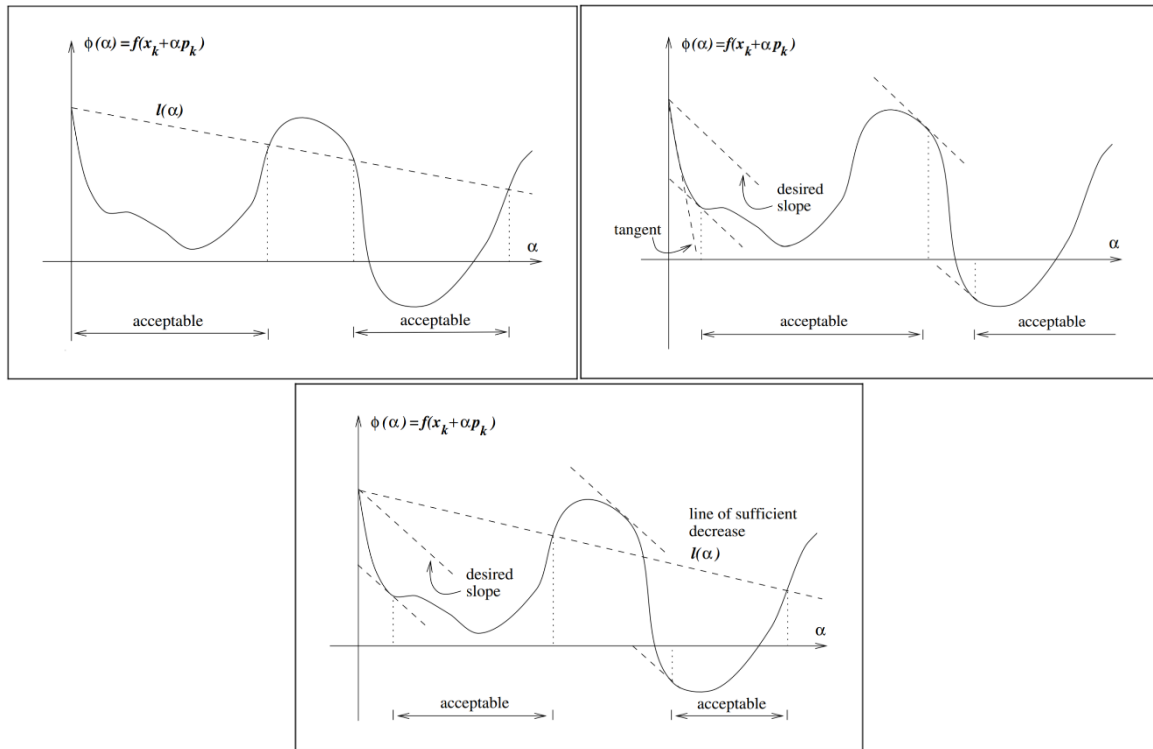 ϕ(α)=f(x_k+αp_k)
l(α)
α
acceptable
acceptable
ϕ(α)=f(x_k+αp_k)
desired
slope
tangent
α
acceptable
acceptable
ϕ(α)=f(x_k+αp_k)
line of sufficient
decrease
l(α)
desired
slope
α
acceptable
acceptable